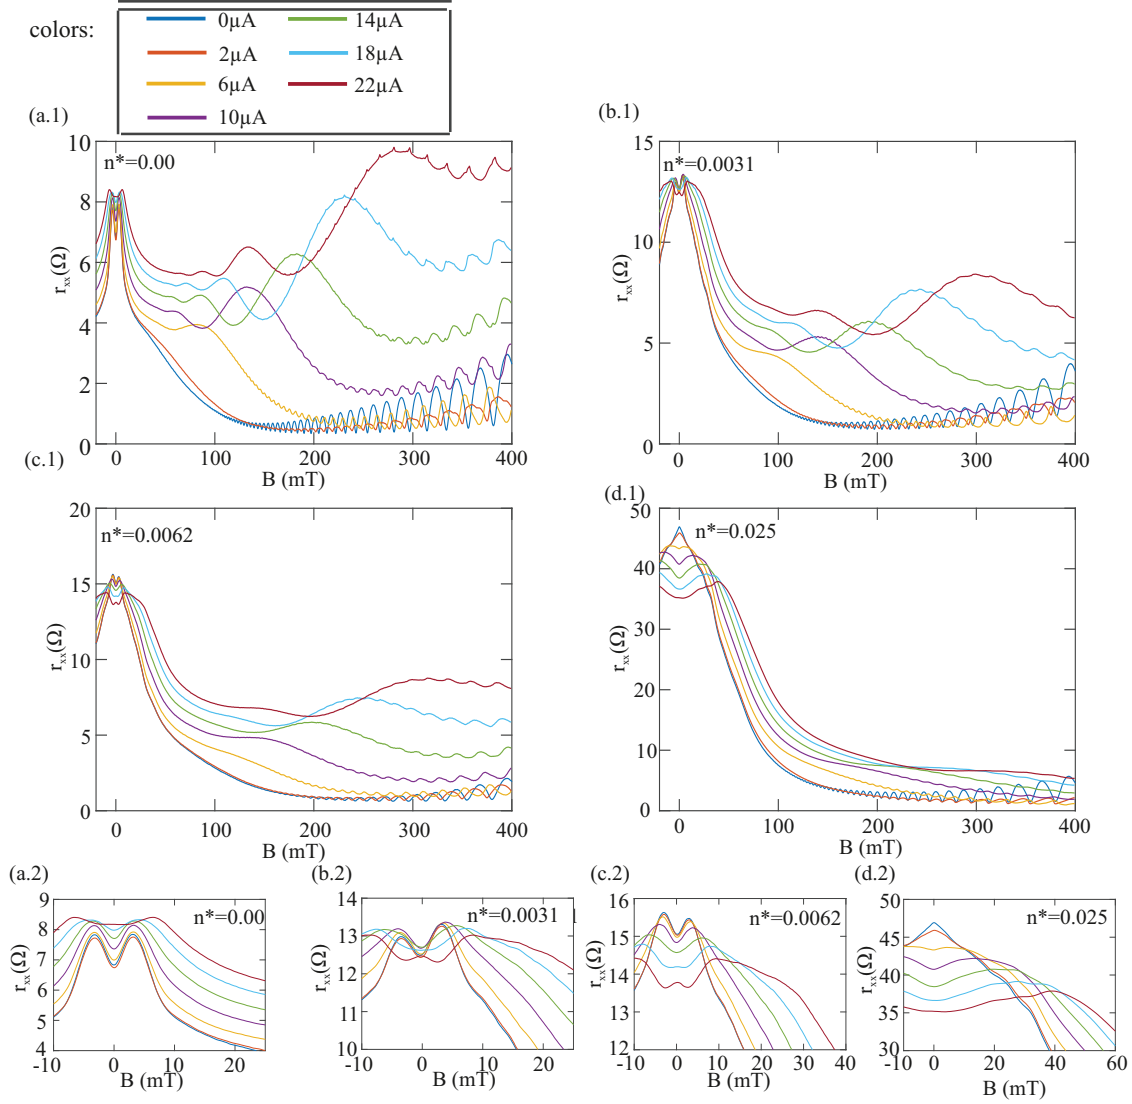 colors:
0µA 14µA
2µA 18µA
6µA 22µA
10µA
(a.1)
n*=0.00
r_xx(Ω)
10
8
6
4
2
0
0 100 200 300 400
B (mT)
(b.1)
n*=0.0031
r_xx(Ω)
15
10
5
0
0 100 200 300 400
B (mT)
(c.1)
n*=0.0062
r_xx(Ω)
20
15
10
5
0
0 100 200 300 400
B (mT)
(d.1)
n*=0.025
r_xx(Ω)
50
40
30
20
10
0
0 100 200 300 400
B (mT)
(a.2)
n*=0.00
r_xx(Ω)
9
8
7
6
5
4
-10 0 10 20
B (mT)
(b.2)
n*=0.0031
r_xx(Ω)
14
13
12
11
10
-10 0 10 20
B (mT)
(c.2)
n*=0.0062
r_xx(Ω)
16
15
14
13
12
-10 0 10 20 30 40
B (mT)
(d.2)
n*=0.025
r_xx(Ω)
50
45
40
35
30
-10 0 20 40 60
B (mT)